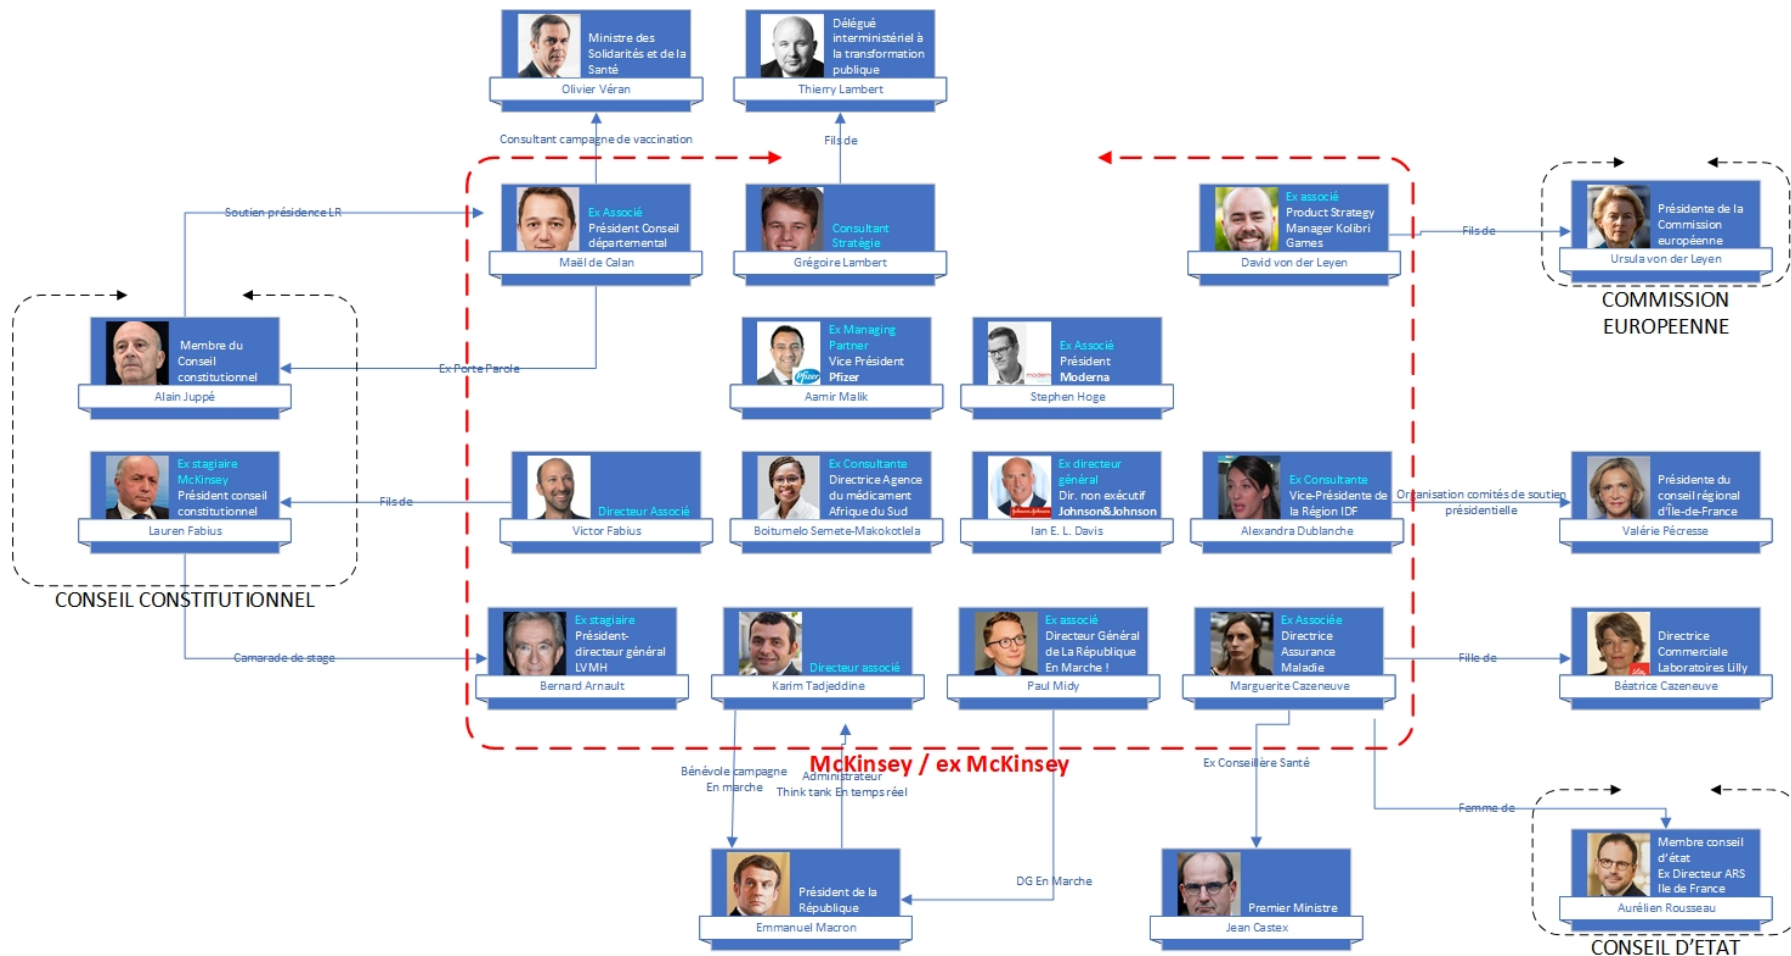 Ministre des
Solidarités et de la
Santé
Olivier Véran
Délégué
interministériel à
la transformation
publique
Thierry Lambert
Consultant campagne de vaccination
Fils de
Soutien présidence LR
Ex Associé
Président Conseil
départemental
Maël de Calan
Consultant
Stratégie
Grégoire Lambert
Ex associé
Product Strategy
Manager Kolibri
Games
David von der Leyen
Fils de
Présidente de la
Commission
européenne
Ursula von der Leyen
COMMISSION
EUROPEENNE
Membre du
Conseil
constitutionnel
Alain Juppé
Ex Porte Parole
Ex Managing
Partner
Vice Président
Pfizer
Pfizer
Aamir Malik
Ex Associé
Président
Moderna
moderna
Stephen Hoge
Ex stagiaire
McKinsey
Président conseil
constitutionnel
Lauren Fabius
Fils de
Directeur Associé
Victor Fabius
Ex Consultante
Directrice Agence
du médicament
Afrique du Sud
Boitumelo Semete-Makokotlela
Ex directeur
général
Dir. non exécutif
Johnson&Johnson
Johnson&Johnson
Ian E. L. Davis
Ex Consultante
Vice-Présidente de
la Région IDF
Alexandra Dublanche
Organisation comités de soutien
présidentielle
Présidente du
conseil régional
d'Île-de-France
Valérie Pécresse
CONSEIL CONSTITUTIONNEL
Camarade de stage
Ex stagiaire
Président-
directeur général
LVMH
Bernard Arnault
Directeur associé
Karim Tadjeddine
Ex associé
Directeur Général
de La République
En Marche !
Paul Midy
Ex Associée
Directrice
Assurance
Maladie
Marguerite Cazeneuve
Fille de
Directrice
Commerciale
Laboratoires Lilly
Lilly
Béatrice Cazeneuve
McKinsey / ex McKinsey
Bénévole campagne
En marche
Administrateur
Think tank En temps réel
Ex Conseillère Santé
Femme de
DG En Marche
Président de la
République
Emmanuel Macron
Premier Ministre
Jean Castex
Membre conseil
d'état
Ex Directeur ARS
Ile de France
Aurélien Rousseau
CONSEIL D'ETAT